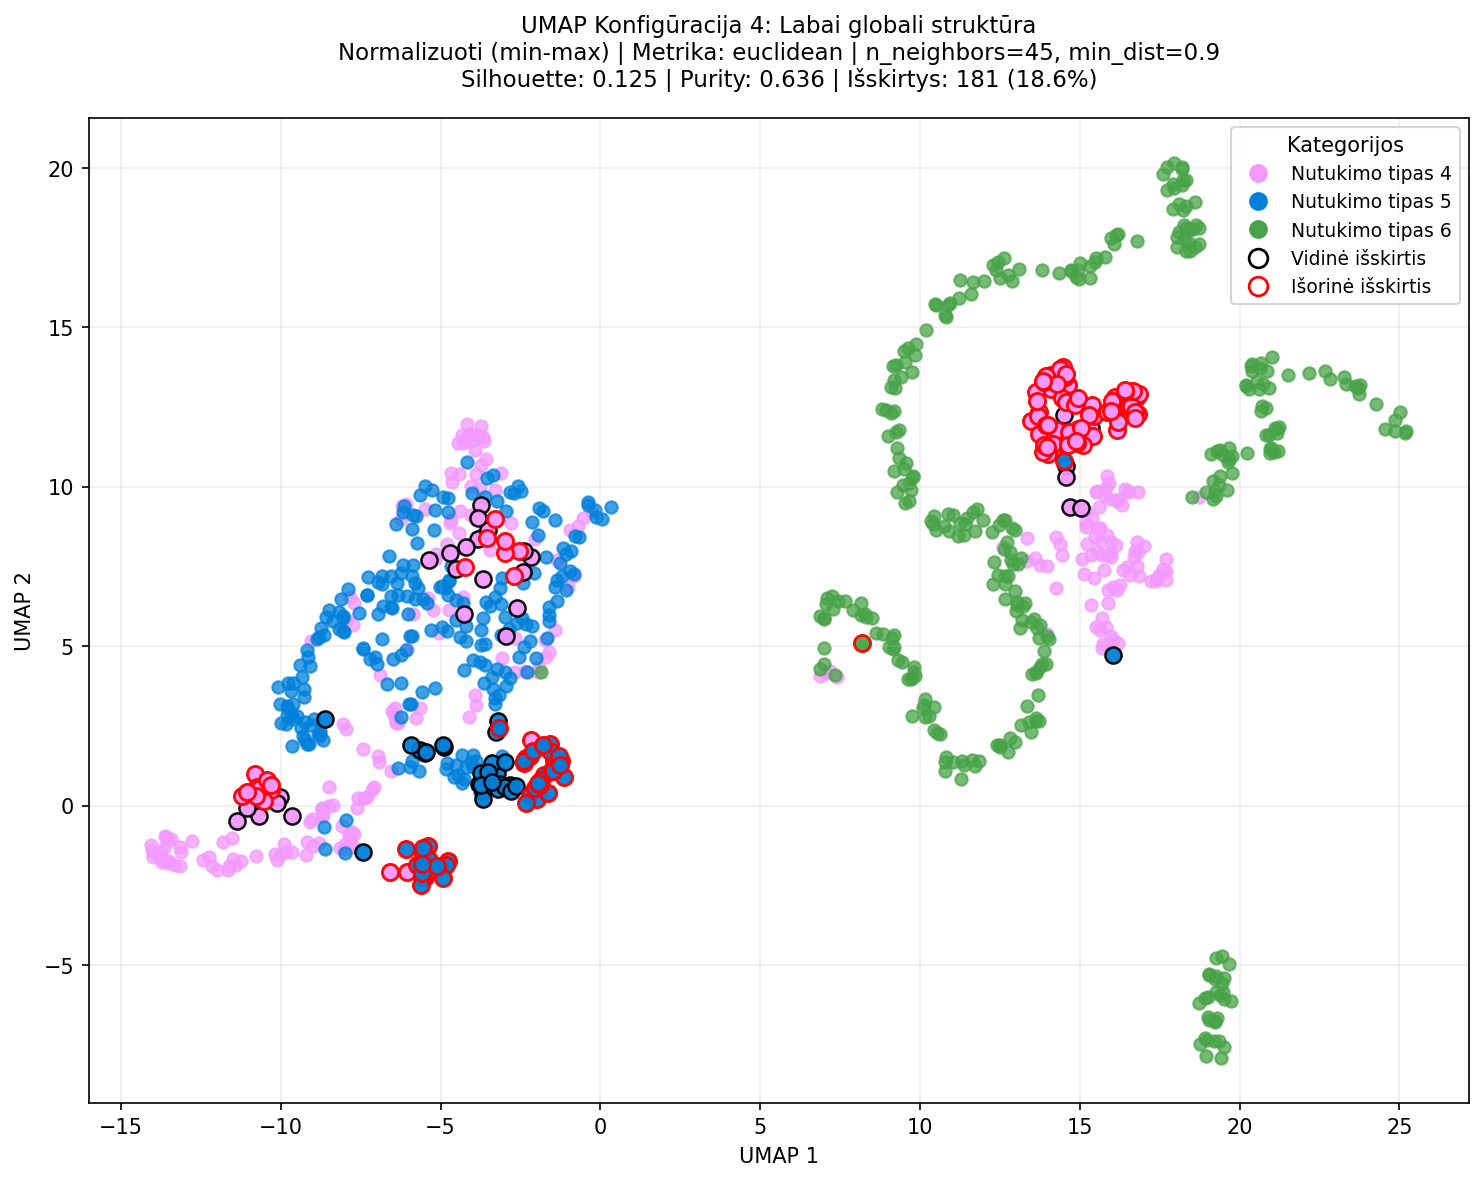 UMAP Konfigūracija 4: Labai globali struktūra
Normalizuoti (min-max) | Metrika: euclidean | n_neighbors=45, min_dist=0.9
Silhouette: 0.125 | Purity: 0.636 | Išskirtys: 181 (18.6%)
Kategorijos
Nutukimo tipas 4
Nutukimo tipas 5
Nutukimo tipas 6
Vidinė išskirtis
Išorinė išskirtis
UMAP 2
20
15
10
5
0
−5
−15
−10
−5
0
5
10
15
20
25
UMAP 1